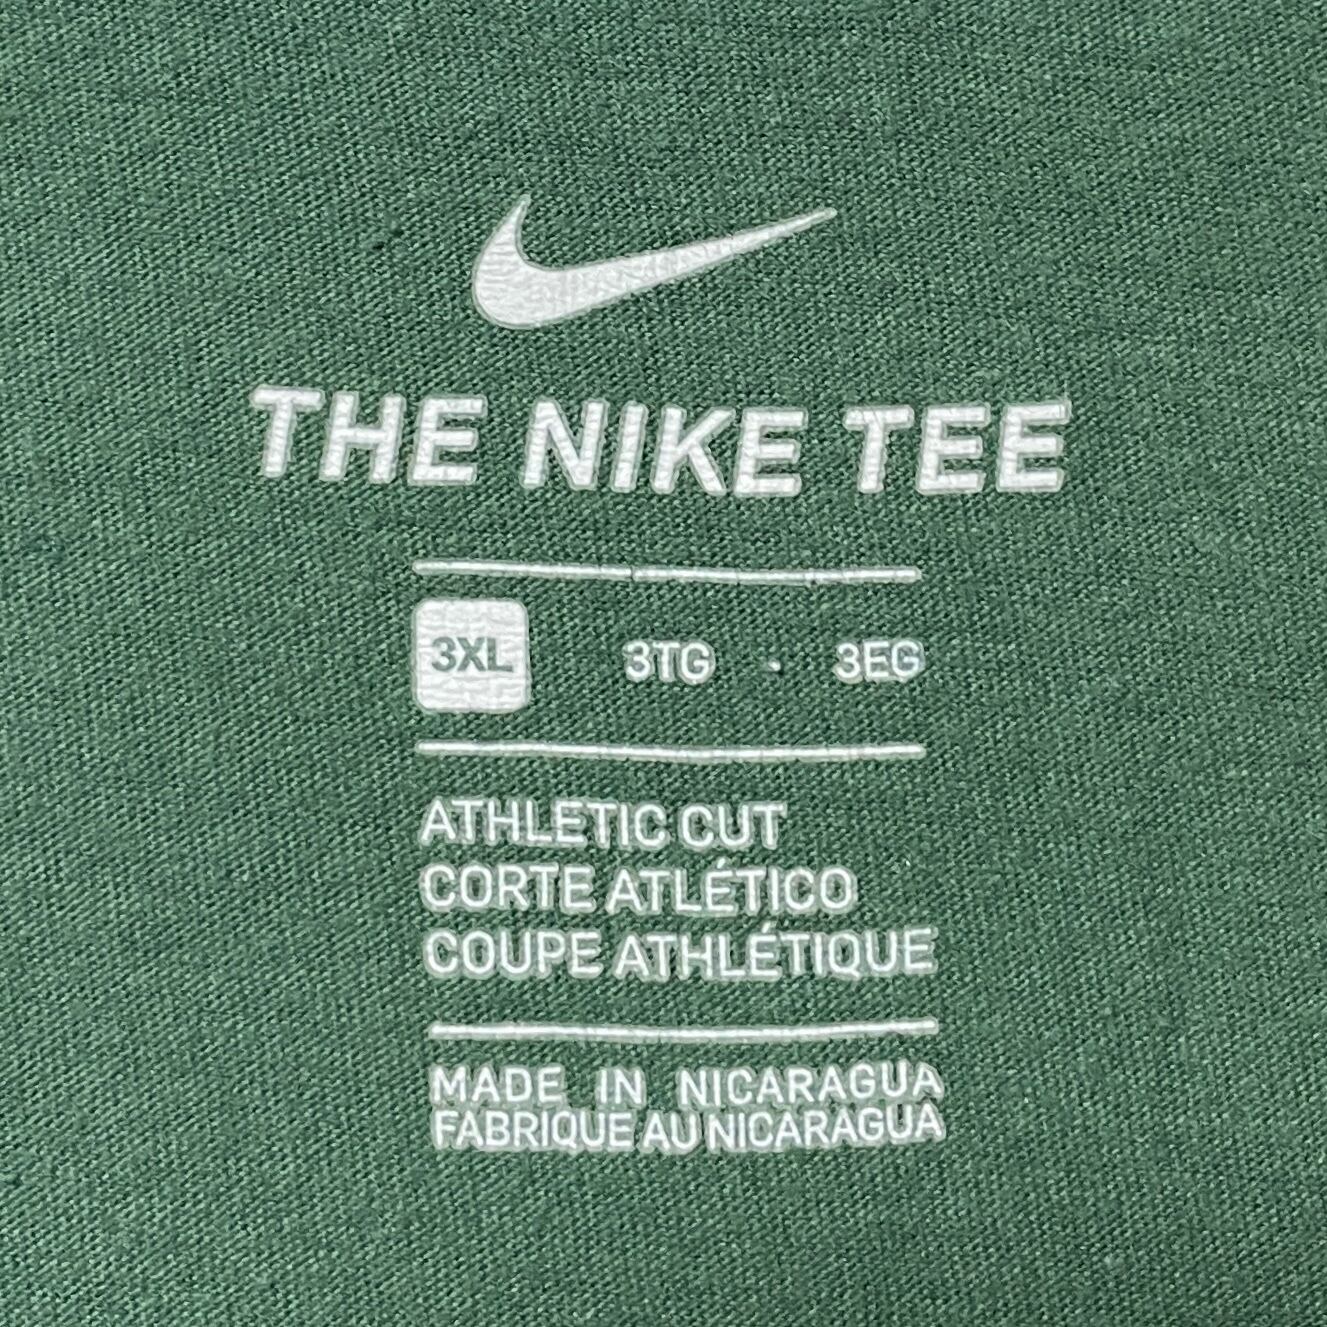 THE NIKE TEE
3XL 3TG · 3EG
ATHLETIC CUT
CORTE ATLÉTICO
COUPE ATHLÉTIQUE
MADE IN NICARAGUA
FABRIQUE AU NICARAGUA